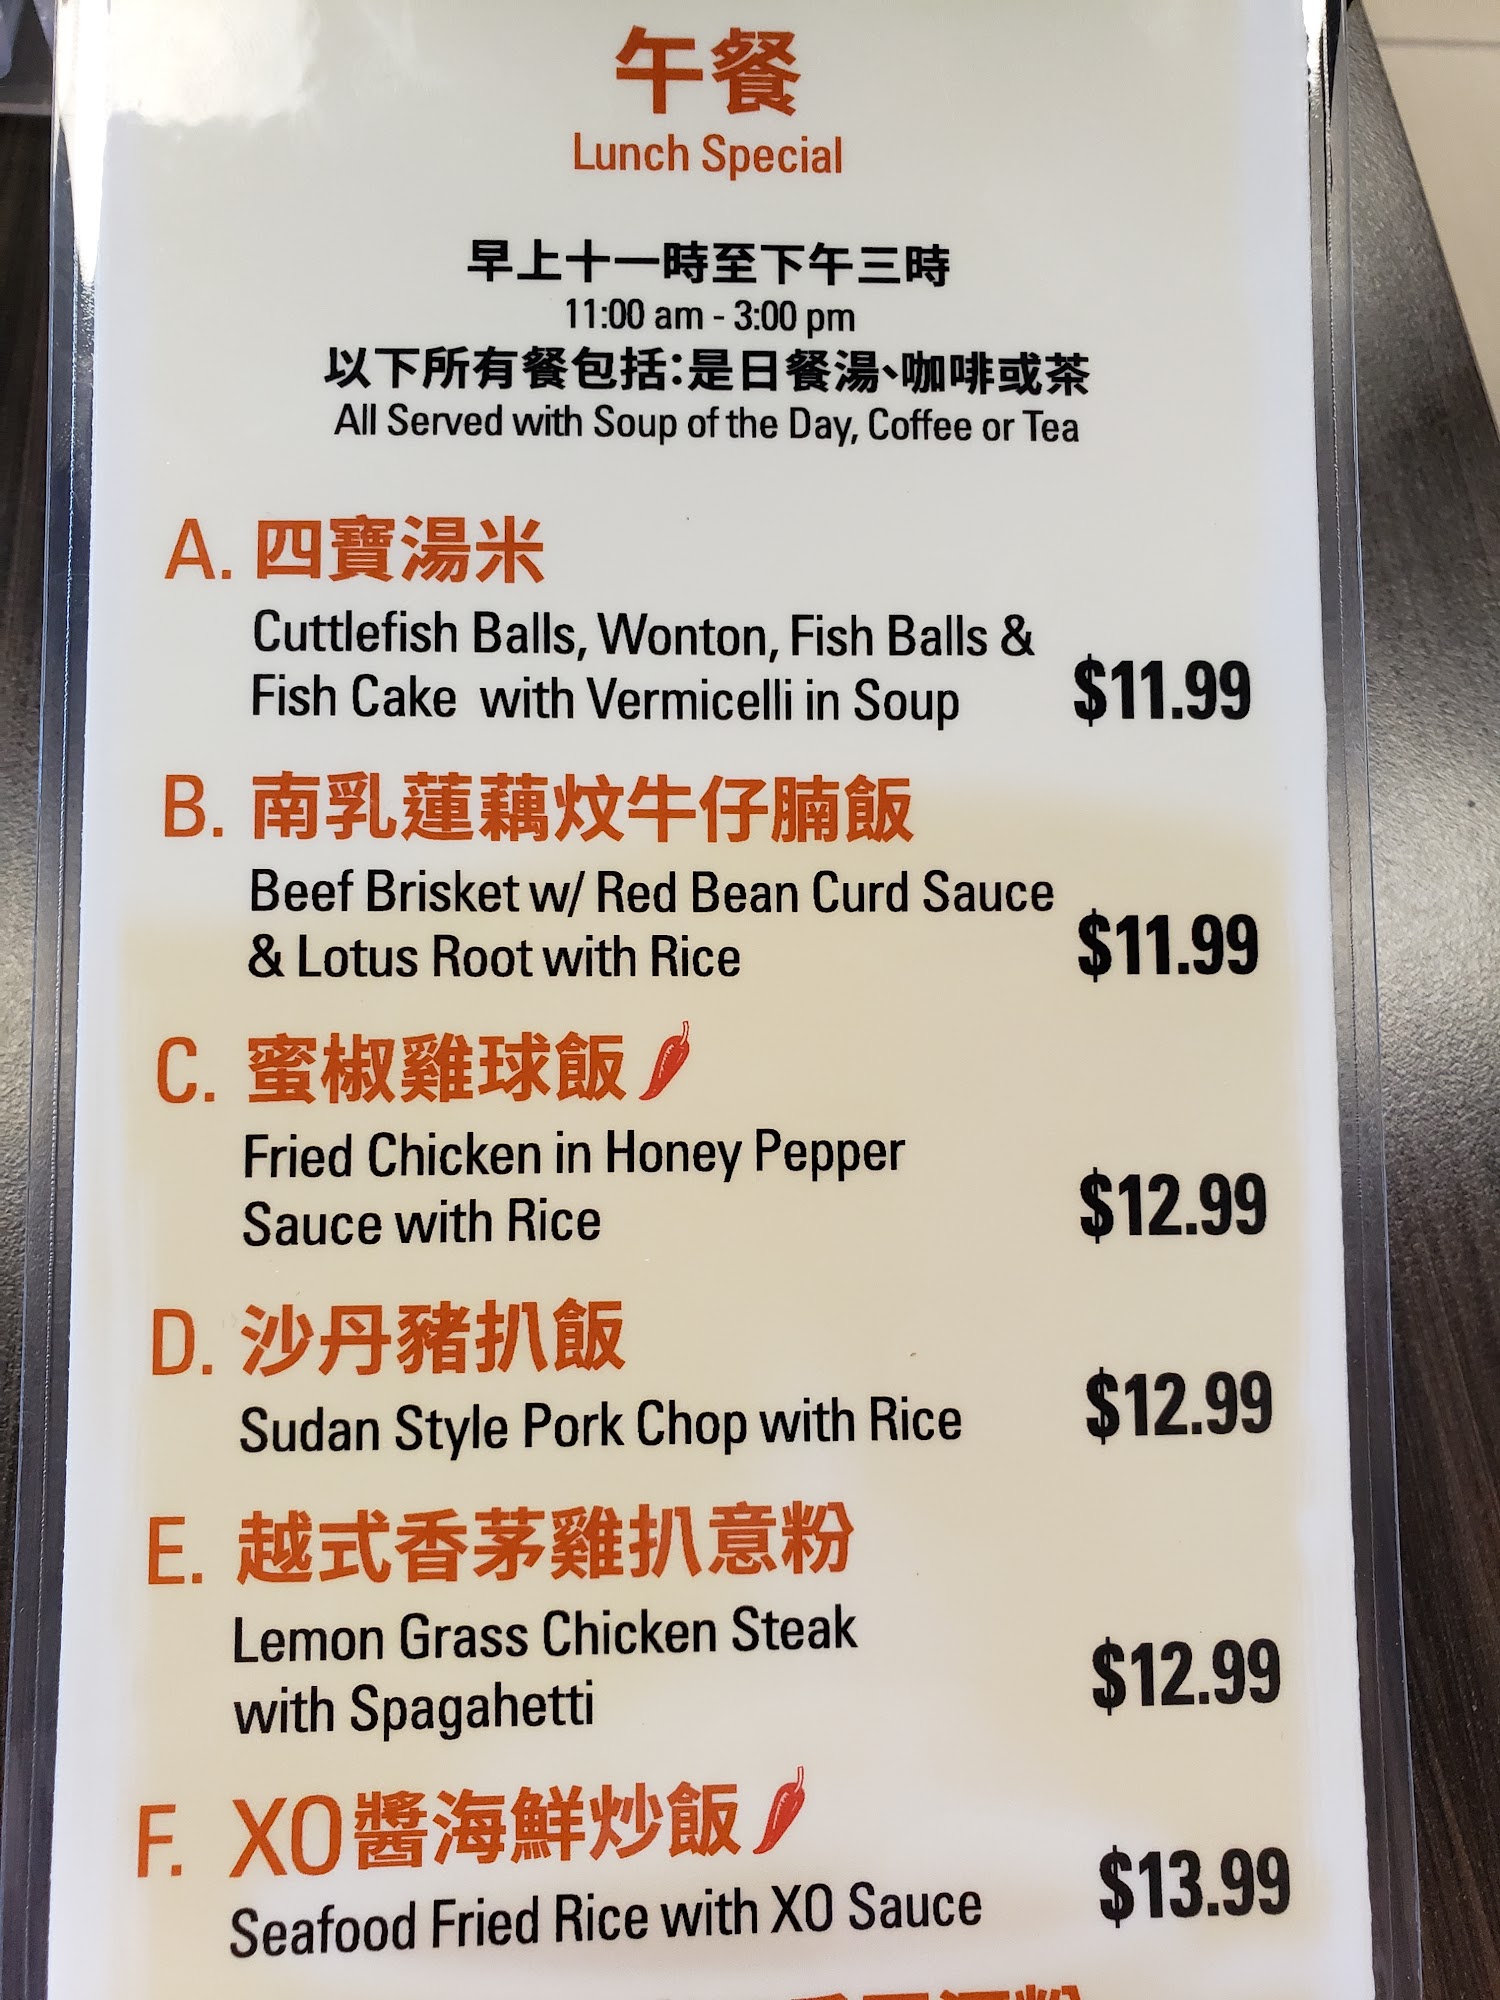 午餐
Lunch Special
早上十一時至下午三時
11:00 am - 3:00 pm
以下所有餐包括:是日餐湯、咖啡或茶
All Served with Soup of the Day, Coffee or Tea
A. 四寶湯米
Cuttlefish Balls, Wonton, Fish Balls &
Fish Cake with Vermicelli in Soup $11.99
B. 南乳蓮藕炆牛仔腩飯
Beef Brisket w/ Red Bean Curd Sauce
& Lotus Root with Rice $11.99
C. 蜜椒雞球飯
Fried Chicken in Honey Pepper
Sauce with Rice $12.99
D. 沙丹豬扒飯
Sudan Style Pork Chop with Rice $12.99
E. 越式香茅雞扒意粉
Lemon Grass Chicken Steak
with Spagahetti $12.99
F. XO醬海鮮炒飯
Seafood Fried Rice with XO Sauce $13.99